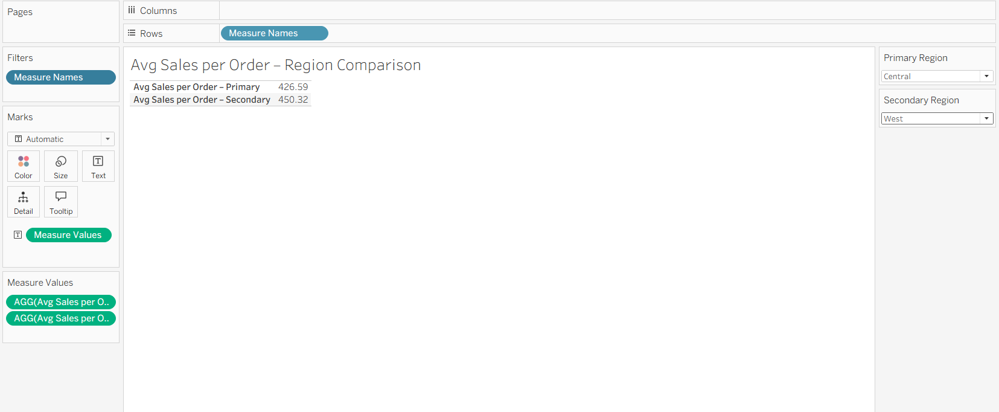 Pages
Columns
Rows
Measure Names
Filters
Measure Names
Marks
Automatic
Color
Size
Text
Detail
Tooltip
Measure Values
Measure Values
AGG(Avg Sales per O..
AGG(Avg Sales per O..
Avg Sales per Order – Region Comparison
Avg Sales per Order – Primary 426.59
Avg Sales per Order – Secondary 450.32
Primary Region
Central
Secondary Region
West